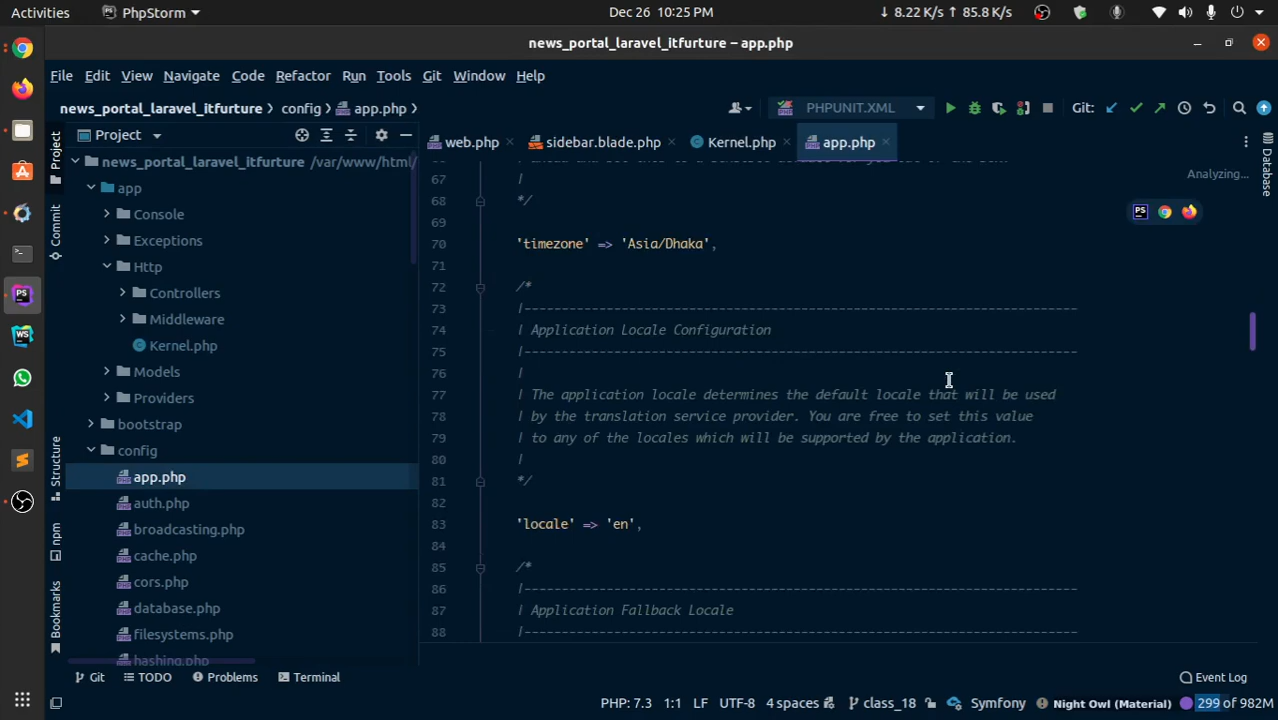 Activities
PhpStorm
Dec 26 10:25 PM
↓ 8.22 K/s ↑ 85.8 K/s
news_portal_laravel_itfurture – app.php
File Edit View Navigate Code Refactor Run Tools Git Window Help
news_portal_laravel_itfurture config app.php
PHPUNIT.XML
Git:
Project
web.php
sidebar.blade.php
Kernel.php
app.php
Project
Commit
Structure
npm
Bookmarks
news_portal_laravel_itfurture /var/www/html/
app
Console
Exceptions
Http
Controllers
Middleware
Kernel.php
Models
Providers
bootstrap
config
app.php
auth.php
broadcasting.php
cache.php
cors.php
database.php
filesystems.php
hashing.php
Analyzing...
Database
67 |
68 */
69
70 'timezone' => 'Asia/Dhaka',
71
72 /*
73 |--------------------------------------------------------------------------
74 | Application Locale Configuration
75 |--------------------------------------------------------------------------
76 |
77 | The application locale determines the default locale that will be used
78 | by the translation service provider. You are free to set this value
79 | to any of the locales which will be supported by the application.
80 |
81 */
82
83 'locale' => 'en',
84
85 /*
86 |--------------------------------------------------------------------------
87 | Application Fallback Locale
88 |--------------------------------------------------------------------------
Git
TODO
Problems
Terminal
Event Log
PHP: 7.3 1:1 LF UTF-8 4 spaces class_18 Symfony Night Owl (Material) 299 of 982M